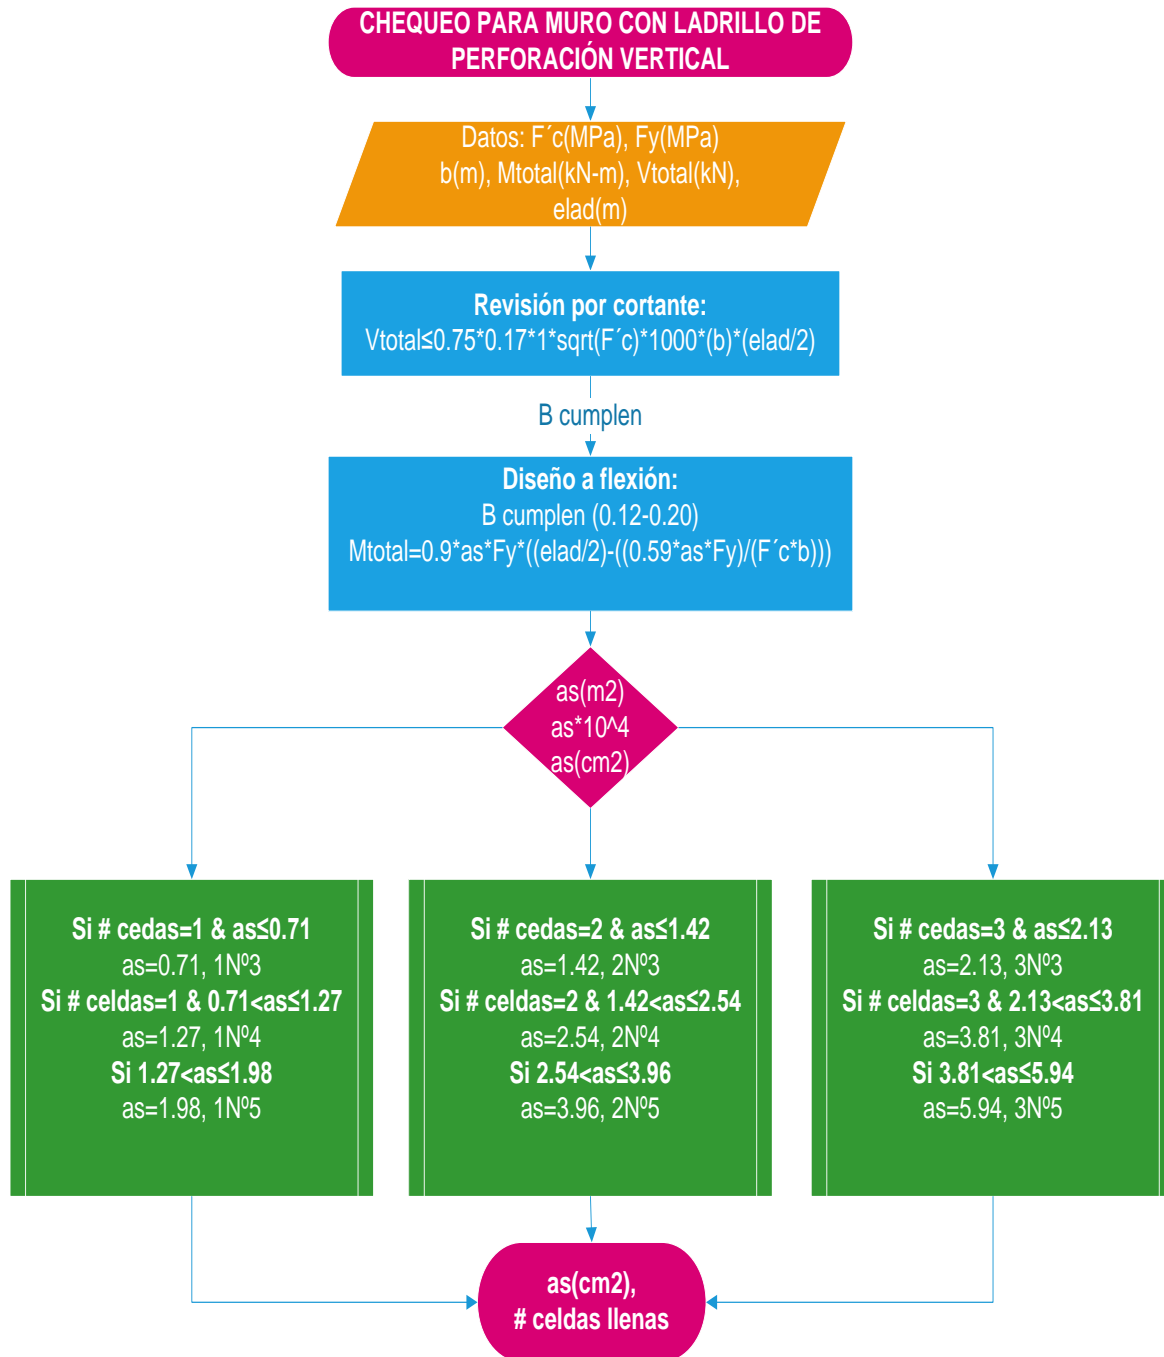 CHEQUEO PARA MURO CON LADRILLO DE
PERFORACIÓN VERTICAL
Datos: F´c(MPa), Fy(MPa)
b(m), Mtotal(kN-m), Vtotal(kN),
elad(m)
Revisión por cortante:
Vtotal≤0.75*0.17*1*sqrt(F´c)*1000*(b)*(elad/2)
B cumplen
Diseño a flexión:
B cumplen (0.12-0.20)
Mtotal=0.9*as*Fy*((elad/2)-((0.59*as*Fy)/(F´c*b)))
as(m2)
as*10^4
as(cm2)
Si # cedas=1 & as≤0.71
as=0.71, 1Nº3
Si # celdas=1 & 0.71<as≤1.27
as=1.27, 1Nº4
Si 1.27<as≤1.98
as=1.98, 1Nº5
Si # cedas=2 & as≤1.42
as=1.42, 2Nº3
Si # celdas=2 & 1.42<as≤2.54
as=2.54, 2Nº4
Si 2.54<as≤3.96
as=3.96, 2Nº5
Si # cedas=3 & as≤2.13
as=2.13, 3Nº3
Si # celdas=3 & 2.13<as≤3.81
as=3.81, 3Nº4
Si 3.81<as≤5.94
as=5.94, 3Nº5
as(cm2),
# celdas llenas